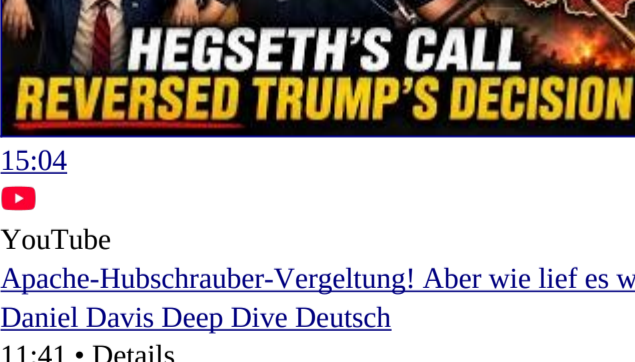 HEGSETH'S CALL
REVERSED TRUMP'S DECISION
15:04
YouTube
Apache-Hubschrauber-Vergeltung! Aber wie lief es w
Daniel Davis Deep Dive Deutsch
11:41 • Details